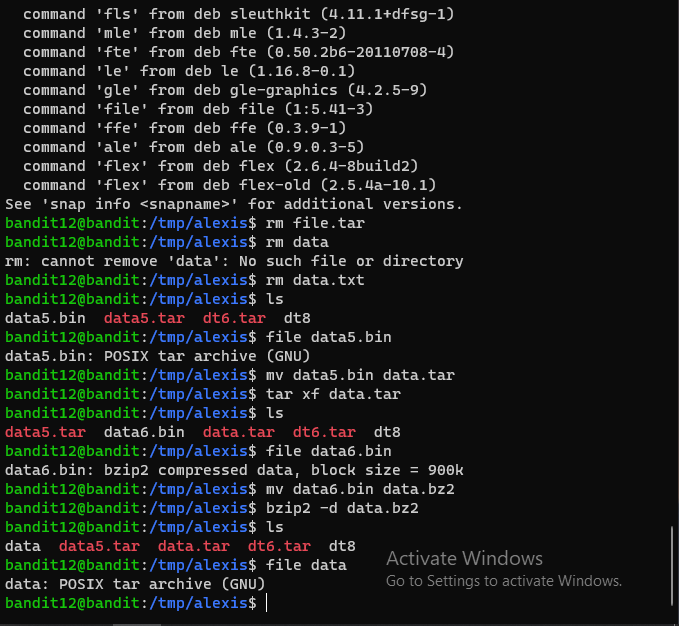 command 'fls' from deb sleuthkit (4.11.1+dfsg-1)
command 'mle' from deb mle (1.4.3-2)
command 'fte' from deb fte (0.50.2b6-20110708-4)
command 'le' from deb le (1.16.8-0.1)
command 'gle' from deb gle-graphics (4.2.5-9)
command 'file' from deb file (1:5.41-3)
command 'ffe' from deb ffe (0.3.9-1)
command 'ale' from deb ale (0.9.0.3-5)
command 'flex' from deb flex (2.6.4-8build2)
command 'flex' from deb flex-old (2.5.4a-10.1)
See 'snap info <snapname>' for additional versions.
bandit12@bandit:/tmp/alexis$ rm file.tar
bandit12@bandit:/tmp/alexis$ rm data
rm: cannot remove 'data': No such file or directory
bandit12@bandit:/tmp/alexis$ rm data.txt
bandit12@bandit:/tmp/alexis$ ls
data5.bin  data5.tar  dt6.tar  dt8
bandit12@bandit:/tmp/alexis$ file data5.bin
data5.bin: POSIX tar archive (GNU)
bandit12@bandit:/tmp/alexis$ mv data5.bin data.tar
bandit12@bandit:/tmp/alexis$ tar xf data.tar
bandit12@bandit:/tmp/alexis$ ls
data5.tar  data6.bin  data.tar  dt6.tar  dt8
bandit12@bandit:/tmp/alexis$ file data6.bin
data6.bin: bzip2 compressed data, block size = 900k
bandit12@bandit:/tmp/alexis$ mv data6.bin data.bz2
bandit12@bandit:/tmp/alexis$ bzip2 -d data.bz2
bandit12@bandit:/tmp/alexis$ ls
data  data5.tar  data.tar  dt6.tar  dt8
bandit12@bandit:/tmp/alexis$ file data
data: POSIX tar archive (GNU)
bandit12@bandit:/tmp/alexis$
Activate Windows
Go to Settings to activate Windows.